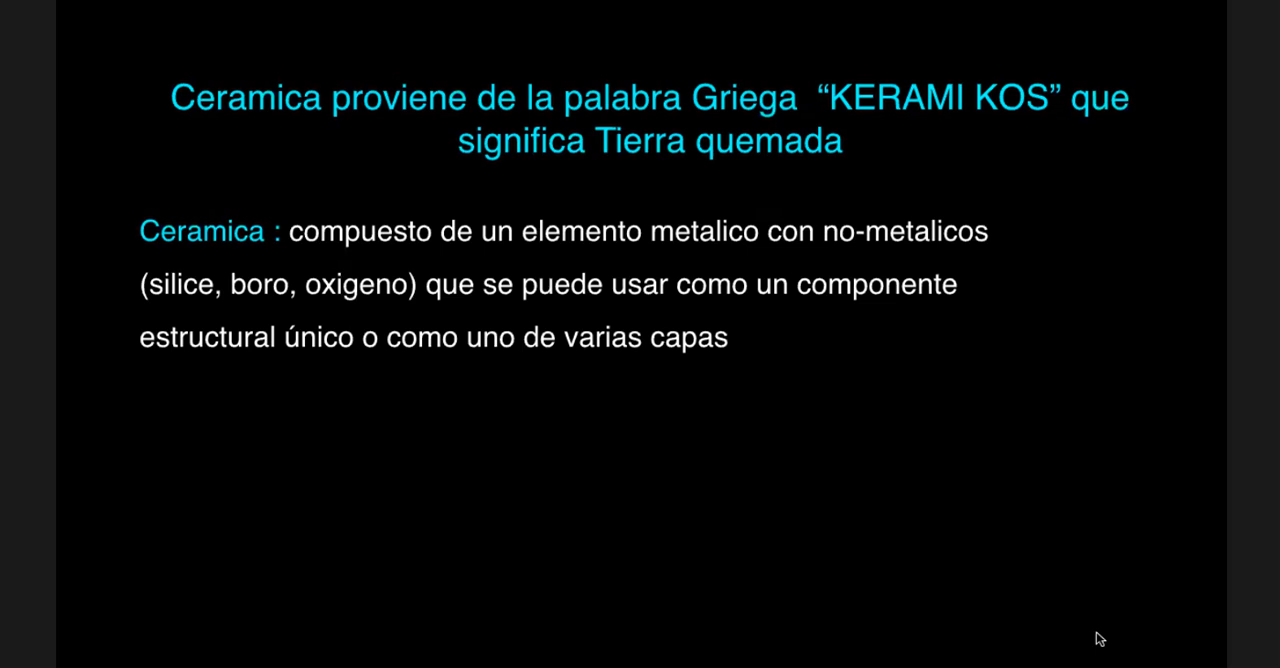 Ceramica proviene de la palabra Griega “KERAMI KOS” que
significa Tierra quemada
Ceramica : compuesto de un elemento metalico con no-metalicos
(silice, boro, oxigeno) que se puede usar como un componente
estructural único o como uno de varias capas